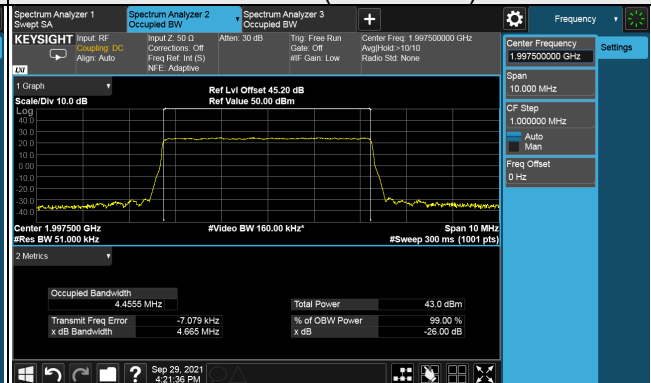 Spectrum Analyzer 1
Swept SA
Spectrum Analyzer 2
Occupied BW
Spectrum Analyzer 3
Occupied BW
+
Frequency
KEYSIGHT
Input: RF
Coupling: DC
Align: Auto
Input Z: 50 Ω
Corrections: Off
Freq Ref: Int (S)
NFE: Adaptive
Atten: 30 dB
Trig: Free Run
Gate: Off
#IF Gain: Low
Center Freq: 1.997500000 GHz
Avg|Hold:>10/10
Radio Std: None
LXI
Center Frequency
1.997500000 GHz
Settings
Span
10.000 MHz
CF Step
1.000000 MHz
Auto
Man
Freq Offset
0 Hz
1 Graph
Scale/Div 10.0 dB
Ref Lvl Offset 45.20 dB
Ref Value 50.00 dBm
Log
40.0
30.0
20.0
10.0
0.00
-10.0
-20.0
-30.0
-40.0
Center 1.997500 GHz
#Res BW 51.000 kHz
#Video BW 160.00 kHz*
Span 10 MHz
#Sweep 300 ms (1001 pts)
2 Metrics
Occupied Bandwidth
4.4555 MHz
Total Power 43.0 dBm
Transmit Freq Error -7.079 kHz
% of OBW Power 99.00 %
x dB Bandwidth 4.665 MHz
x dB -26.00 dB
?
Sep 29, 2021
4:21:36 PM